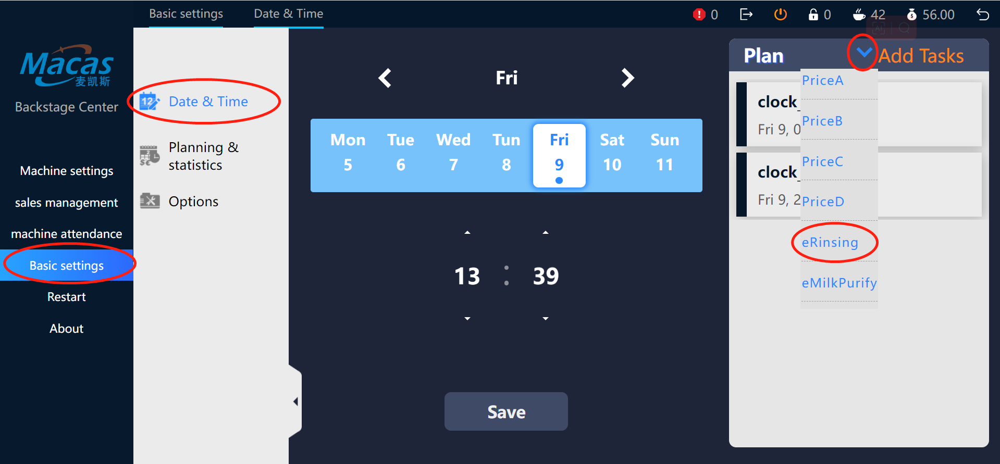 Basic settings
Date & Time
0
0
42
56.00
Macas
麦凯斯
Backstage Center
Machine settings
sales management
machine attendance
Basic settings
Restart
About
12
Date & Time
Planning &
statistics
Options
Fri
Mon Tue Wed Tun Fri Sat Sun
5 6 7 8 9 10 11
13 : 39
Save
Plan
Add Tasks
clock_
Fri 9, 0
clock_
Fri 9, 2
PriceA
PriceB
PriceC
PriceD
eRinsing
eMilkPurify